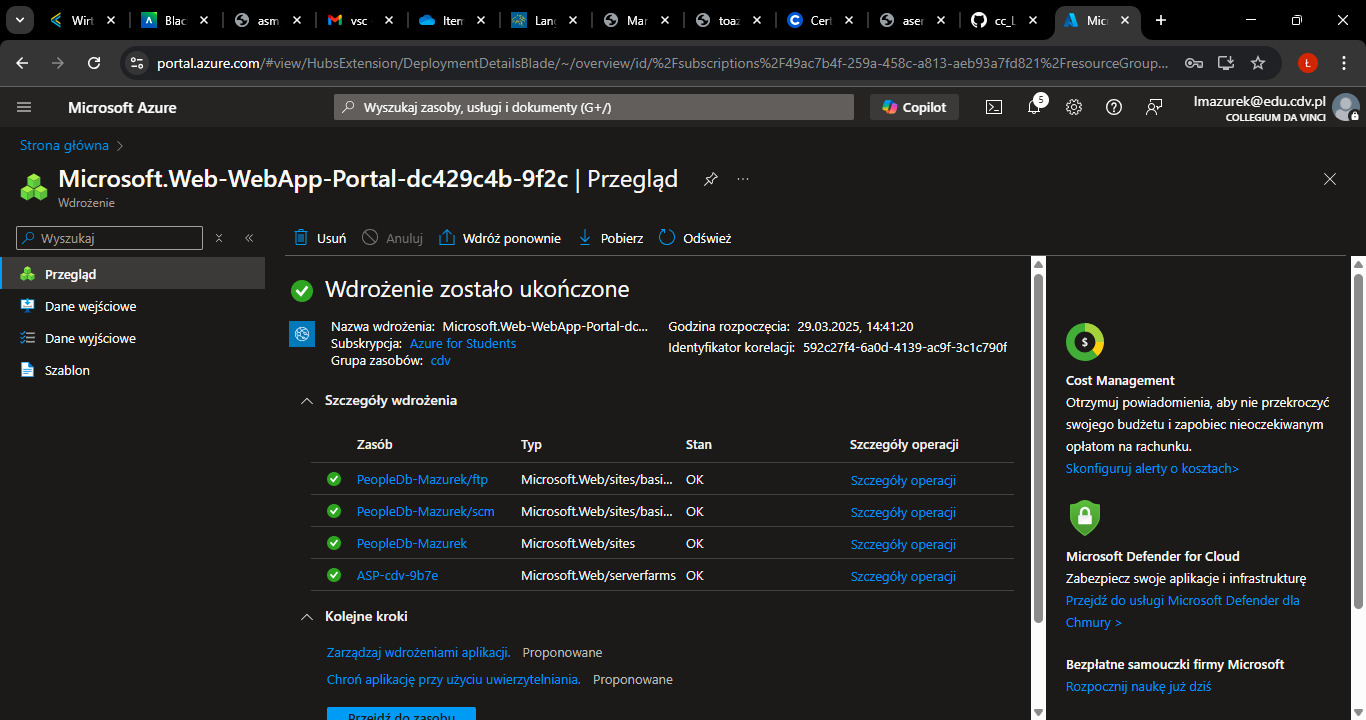 Wirt
Blac
asm
vsc
Iten
Lang
Mar
toaz
Cert
aser
cc_l
Mic
portal.azure.com/#view/HubsExtension/DeploymentDetailsBlade/~/overview/id/%2Fsubscriptions%2F49ac7b4f-259a-458c-a813-aeb93a7fd821%2FresourceGroup...
Ł
Microsoft Azure
Wyszukaj zasoby, usługi i dokumenty (G+/)
Copilot
5
lmazurek@edu.cdv.pl
COLLEGIUM DA VINCI
Strona główna
Microsoft.Web-WebApp-Portal-dc429c4b-9f2c | Przegląd
Wdrożenie
Wyszukaj
Usuń
Anuluj
Wdróż ponownie
Pobierz
Odśwież
Przegląd
Dane wejściowe
Dane wyjściowe
Szablon
Wdrożenie zostało ukończone
Nazwa wdrożenia: Microsoft.Web-WebApp-Portal-dc...
Subskrypcja: Azure for Students
Grupa zasobów: cdv
Godzina rozpoczęcia: 29.03.2025, 14:41:20
Identyfikator korelacji: 592c27f4-6a0d-4139-ac9f-3c1c790f
Szczegóły wdrożenia
Zasób Typ Stan Szczegóły operacji
PeopleDb-Mazurek/ftp Microsoft.Web/sites/basi... OK Szczegóły operacji
PeopleDb-Mazurek/scm Microsoft.Web/sites/basi... OK Szczegóły operacji
PeopleDb-Mazurek Microsoft.Web/sites OK Szczegóły operacji
ASP-cdv-9b7e Microsoft.Web/serverfarms OK Szczegóły operacji
Kolejne kroki
Zarządzaj wdrożeniami aplikacji. Proponowane
Chroń aplikację przy użyciu uwierzytelniania. Proponowane
Przejdź do zasobu
$
Cost Management
Otrzymuj powiadomienia, aby nie przekroczyć
swojego budżetu i zapobiec nieoczekiwanym
opłatom na rachunku.
Skonfiguruj alerty o kosztach>
Microsoft Defender for Cloud
Zabezpiecz swoje aplikacje i infrastrukturę
Przejdź do usługi Microsoft Defender dla
Chmury >
Bezpłatne samouczki firmy Microsoft
Rozpocznij naukę już dziś